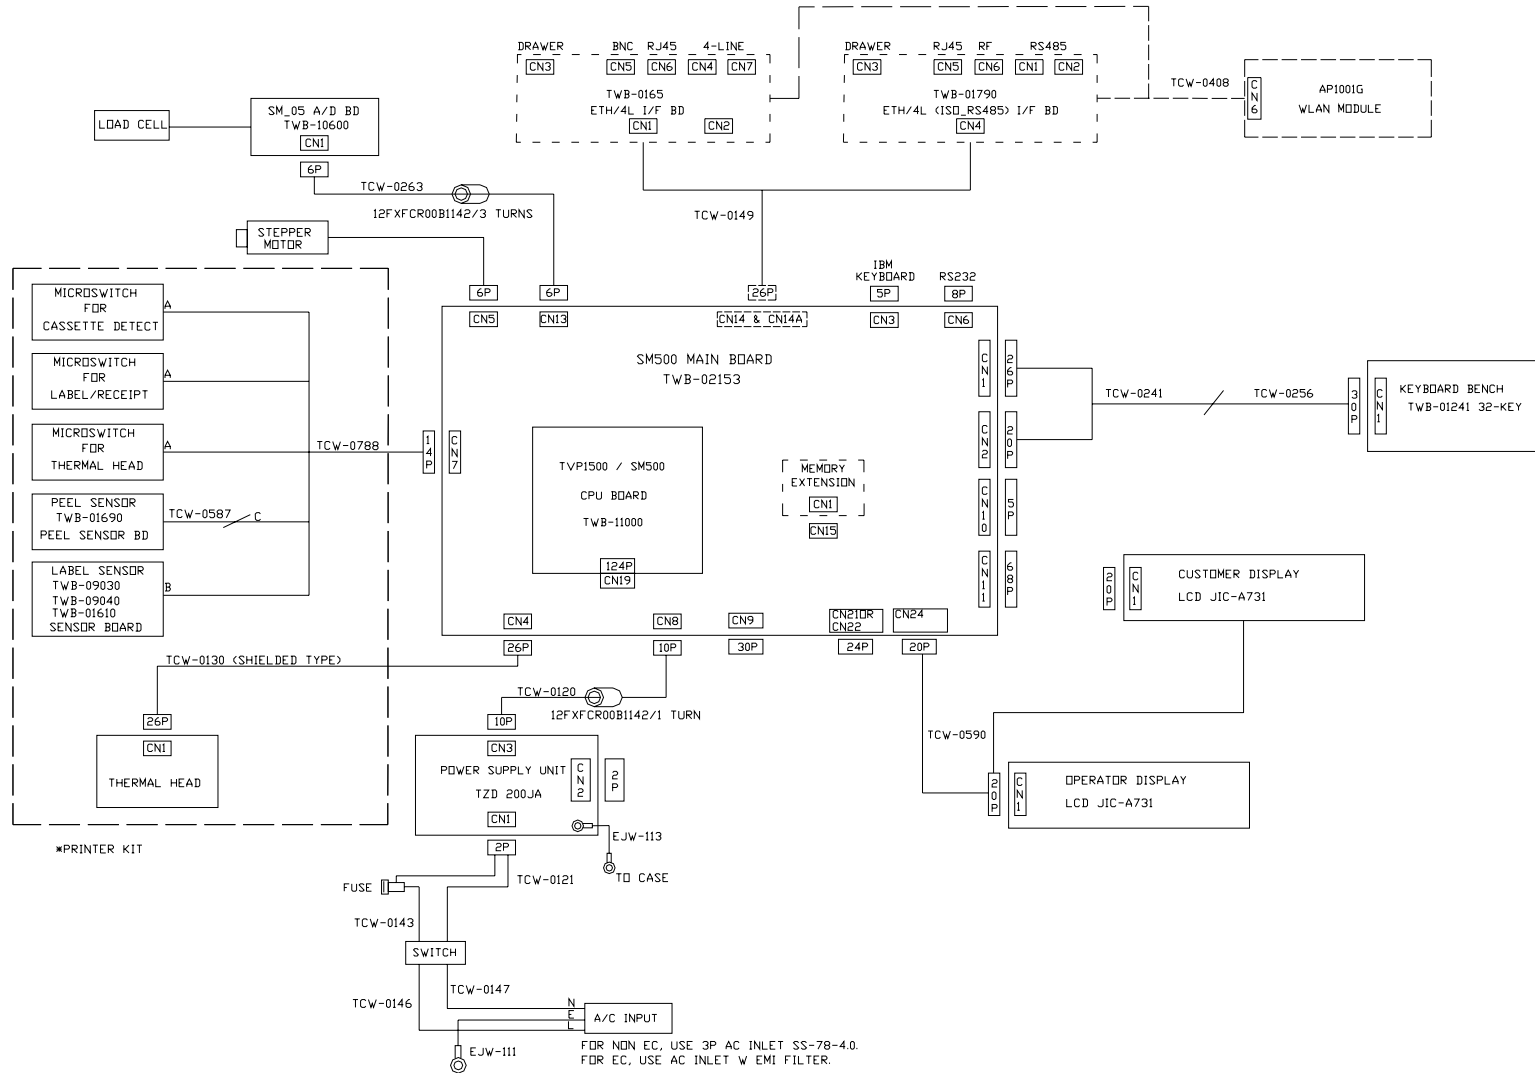 DRAWER BNC RJ45 4-LINE
CN3 CN5 CN6 CN4 CN7
TWB-0165
ETH/4L I/F BD
CN1 CN2
DRAWER RJ45 RF RS485
CN3 CN5 CN6 CN1 CN2
TWB-01790
ETH/4L (ISO_RS485) I/F BD
CN4
TCW-0408
CN6
AP1001G
WLAN MODULE
LOAD CELL
SM_05 A/D BD
TWB-10600
CN1
6P
TCW-0263
12FXFCR00B1142/3 TURNS
TCW-0149
STEPPER
MOTOR
6P
6P
26P
IBM
KEYBOARD
5P
RS232
8P
CN5
CN13
CN14 & CN14A
CN3
CN6
SM500 MAIN BOARD
TWB-02153
MICROSWITCH
FOR
CASSETTE DETECT
A
MICROSWITCH
FOR
LABEL/RECEIPT
A
MICROSWITCH
FOR
THERMAL HEAD
A
PEEL SENSOR
TWB-01690
PEEL SENSOR BD
TCW-0587
C
LABEL SENSOR
TWB-09030
TWB-09040
TWB-01610
SENSOR BOARD
B
TCW-0788
14P
CN7
TVP1500 / SM500
CPU BOARD
TWB-11000
124P
CN19
MEMORY
EXTENSION
CN1
CN15
CN1
26P
CN2
20P
CN10
5P
CN11
68P
TCW-0241
TCW-0256
30P
CN1
KEYBOARD BENCH
TWB-01241 32-KEY
CN4
CN8
CN9
CN21OR
CN22
CN24
26P
10P
30P
24P
20P
20P
CN1
CUSTOMER DISPLAY
LCD JIC-A731
TCW-0130 (SHIELDED TYPE)
26P
CN1
THERMAL HEAD
*PRINTER KIT
TCW-0120
12FXFCR00B1142/1 TURN
10P
CN3
POWER SUPPLY UNIT
TZD 200JA
CN2
2P
CN1
2P
EJW-113
TO CASE
TCW-0590
20P
CN1
OPERATOR DISPLAY
LCD JIC-A731
FUSE
TCW-0121
TCW-0143
SWITCH
TCW-0146
TCW-0147
N
E
L
A/C INPUT
EJW-111
FOR NON EC, USE 3P AC INLET SS-78-4.0.
FOR EC, USE AC INLET W EMI FILTER.